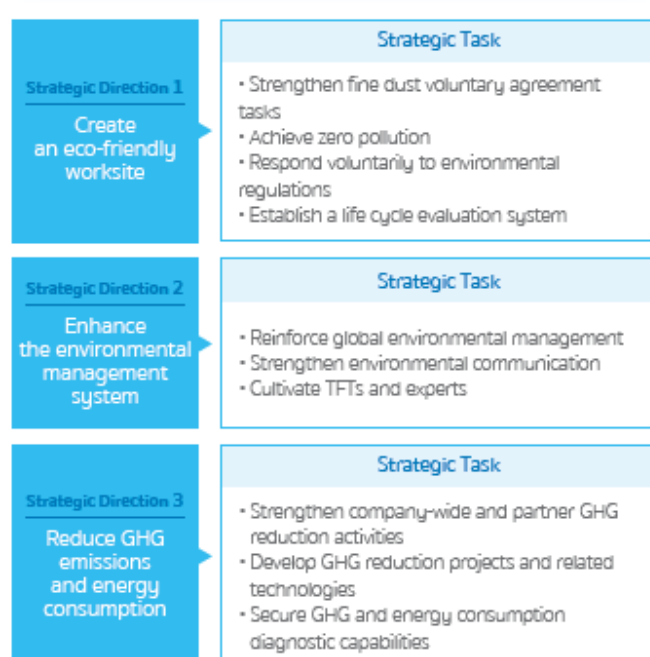 Strategic Direction 1
Create
an eco-friendly
worksite
Strategic Task
• Strengthen fine dust voluntary agreement
tasks
• Achieve zero pollution
• Respond voluntarily to environmental
regulations
• Establish a life cycle evaluation system
Strategic Direction 2
Enhance
the environmental
management
system
Strategic Task
• Reinforce global environmental management
• Strengthen environmental communication
• Cultivate TFTs and experts
Strategic Direction 3
Reduce GHG
emissions
and energy
consumption
Strategic Task
• Strengthen company-wide and partner GHG
reduction activities
• Develop GHG reduction projects and related
technologies
• Secure GHG and energy consumption
diagnostic capabilities